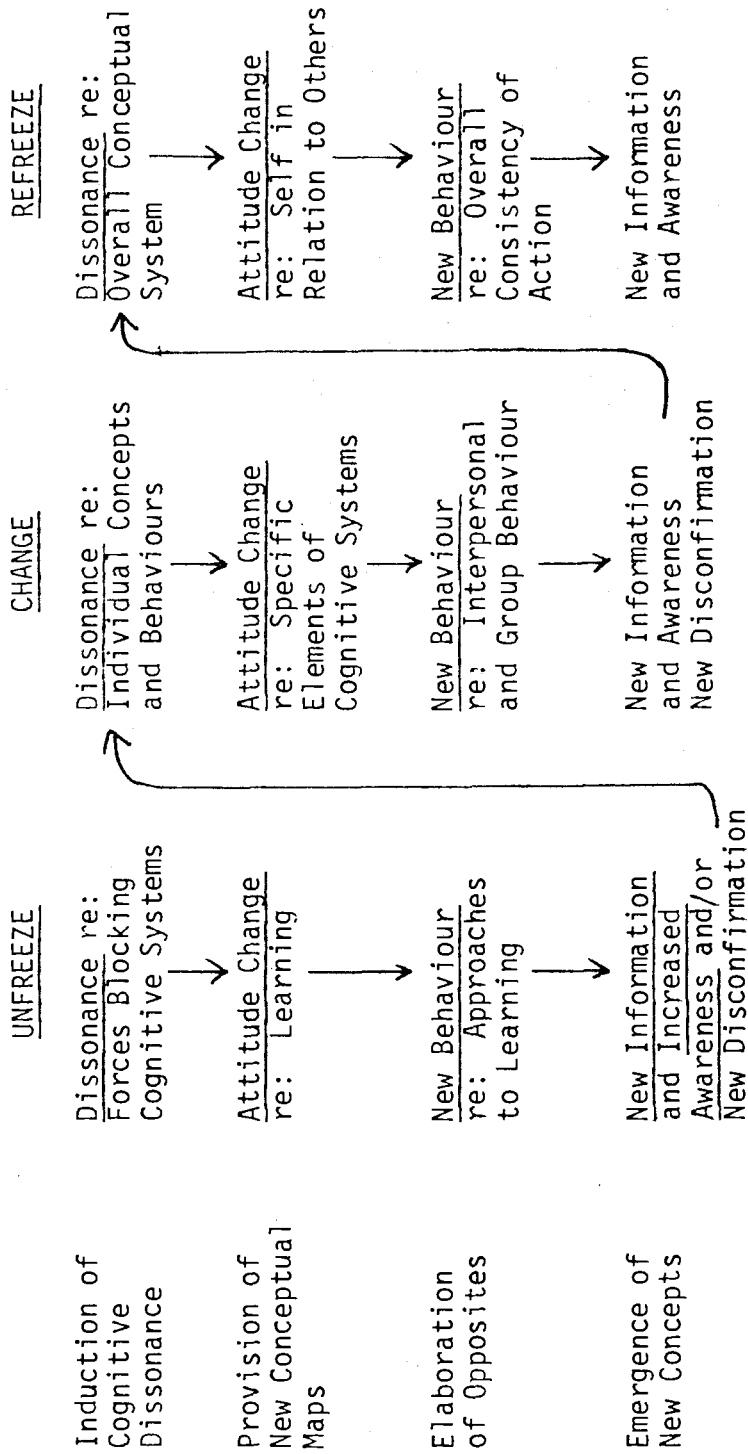 UNFREEZE
CHANGE
REFREEZE
Induction of
Cognitive
Dissonance
Dissonance re:
Forces Blocking
Cognitive Systems
Dissonance re:
Individual Concepts
and Behaviours
Dissonance re:
Overall Conceptual
System
Provision of
New Conceptual
Maps
Attitude Change
re: Learning
Attitude Change
re: Specific
Elements of
Cognitive Systems
Attitude Change
re: Self in
Relation to Others
Elaboration
of Opposites
New Behaviour
re: Approaches
to Learning
New Behaviour
re: Interpersonal
and Group Behaviour
New Behaviour
re: Overall
Consistency of
Action
Emergence of
New Concepts
New Information
and Increased
Awareness and/or
New Disconfirmation
New Information
and Awareness
New Disconfirmation
New Information
and Awareness